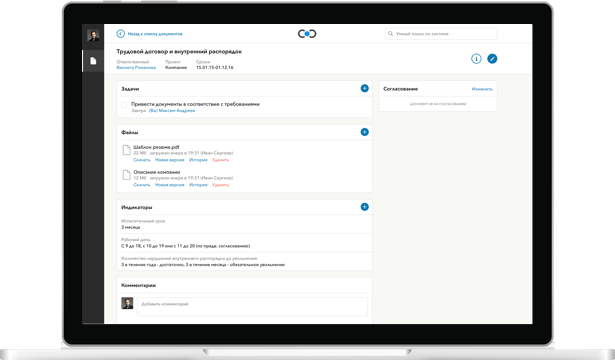 Назад к списку документов
Умный поиск по системе
Трудовой договор и внутренний распорядок
Ответственный Проект Сроки
Виолета Романова Компания 15.01.15-01.12.16
Задачи
Привести документы в соответствие с требованиями
Завтра (Вы) Максим Андреев
Файлы
Шаблон резюме.pdf
22 Мб загружен вчера в 19:31 (Иван Сергеев)
Скачать Новая версия История Удалить
Описание компании
12 Мб загружен вчера в 19:31 (Иван Сергеев)
Скачать Новая версия История Удалить
Индикаторы
Испытательный срок
3 месяца
Рабочий день
С 9 до 18, с 10 до 19 или с 11 до 20 (по предв. согласованию)
Количество нарушений внутреннего распорядка до увольнения
3 в течение года - достаточно, 3 в течение месяца - обязательное увольнение
Комментарии
Добавить комментарий
Согласование
Изменить
ДОКУМЕНТ НЕ НА СОГЛАСОВАНИИ